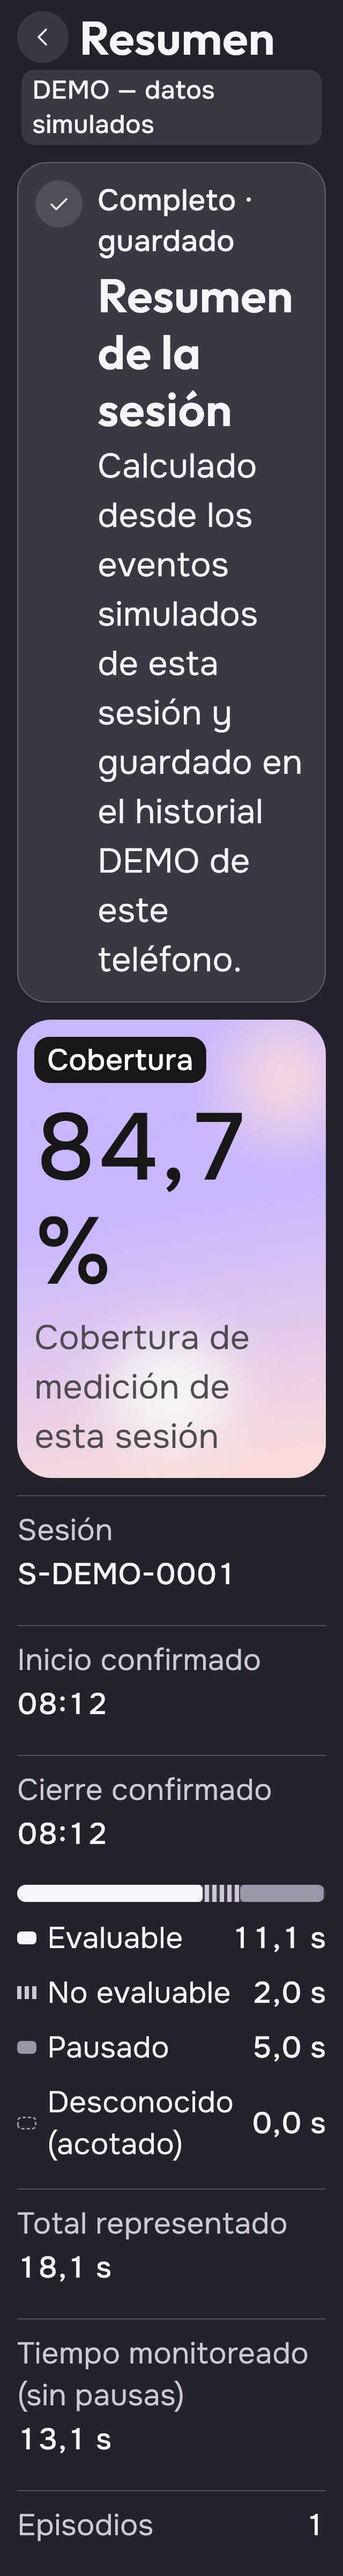 Resumen
DEMO — datos
simulados
Completo ·
guardado
Resumen
de la
sesión
Calculado
desde los
eventos
simulados
de esta
sesión y
guardado en
el historial
DEMO de
este
teléfono.
Cobertura
84,7
%
Cobertura de
medición de
esta sesión
Sesión
S-DEMO-0001
Inicio confirmado
08:12
Cierre confirmado
08:12
Evaluable 11,1 s
No evaluable 2,0 s
Pausado 5,0 s
Desconocido
(acotado) 0,0 s
Total representado
18,1 s
Tiempo monitoreado
(sin pausas)
13,1 s
Episodios 1